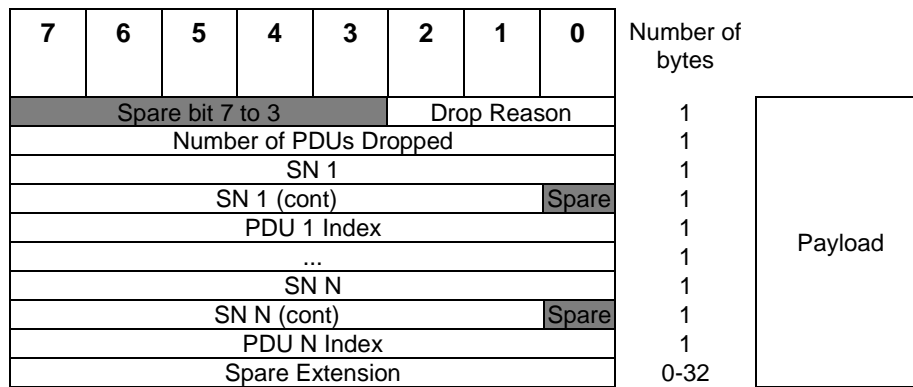 7 6 5 4 3 2 1 0 Number of
bytes
Spare bit 7 to 3 Drop Reason 1
Number of PDUs Dropped 1
SN 1 1
SN 1 (cont) Spare 1
PDU 1 Index 1
... 1
SN N 1
SN N (cont) Spare 1
PDU N Index 1
Spare Extension 0-32
Payload